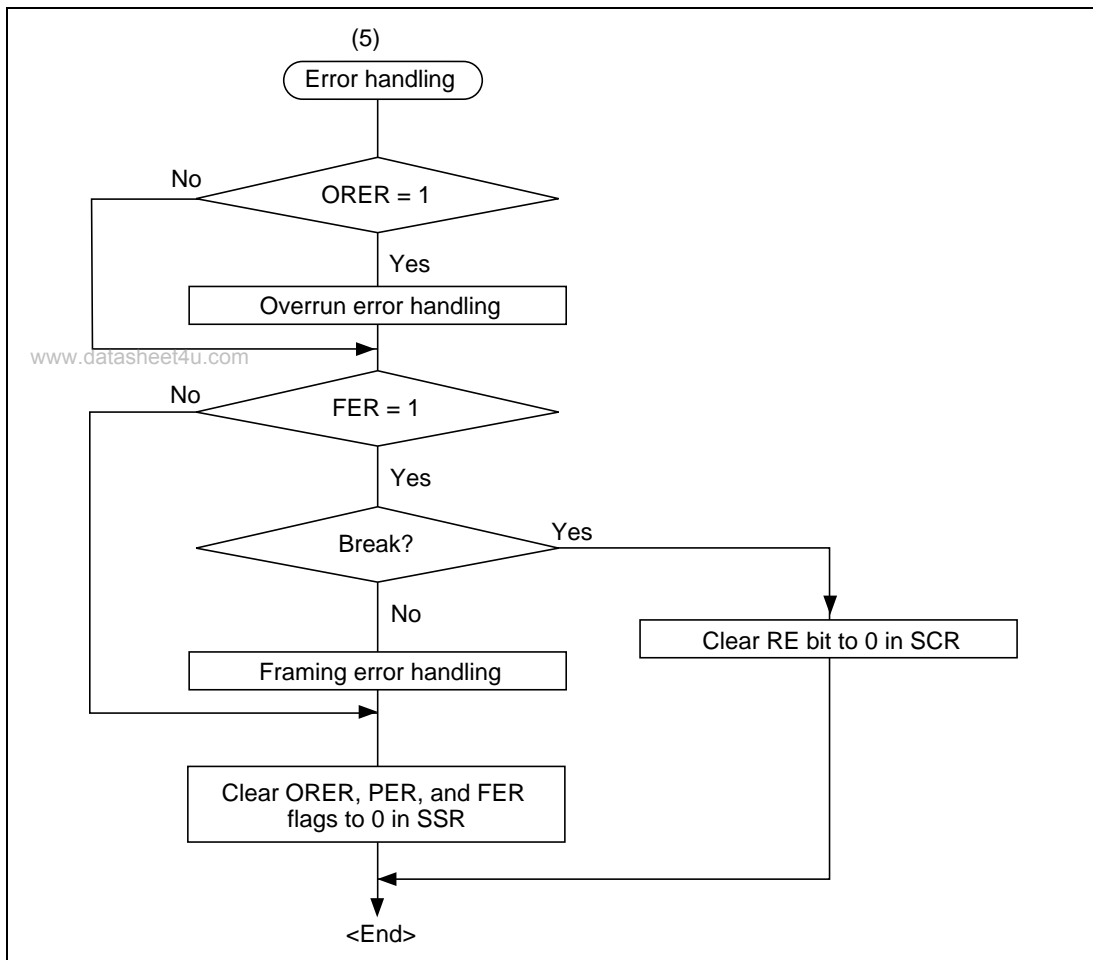 (5)
Error handling
No
ORER = 1
Yes
Overrun error handling
www.datasheet4u.com
No
FER = 1
Yes
Break?
Yes
No
Clear RE bit to 0 in SCR
Framing error handling
Clear ORER, PER, and FER
flags to 0 in SSR
<End>